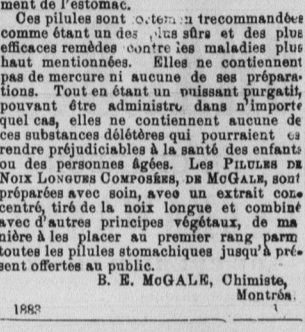 ment de l'estomac.
Ces pilules sont recommandées
comme étant un des plus sûrs et des plus
efficaces remèdes contre les maladies plus
haut mentionnées. Elles ne contiennent
pas de mercure ni aucune de ses prépara-
tions. Tout en étant un puissant purgatif,
pouvant être administré dans n'importe
quel cas, elles ne contiennent aucune de
ces substances délétères qui pourraient es
rendre préjudiciables à la santé des enfants
ou des personnes âgées. Les PILULES DE
NOIX LONGUES COMPOSÉES, DE MCGALE, sont
préparées avec soin, avec un extrait con-
centré, tiré de la noix longue et combiné
avec d'autres principes végétaux, de ma
nière à les placer au premier rang parm
toutes les pilules stomachiques jusqu'à pré-
sent offertes au public.
B. E. MCGALE, Chimiste,
Montréa.
1883